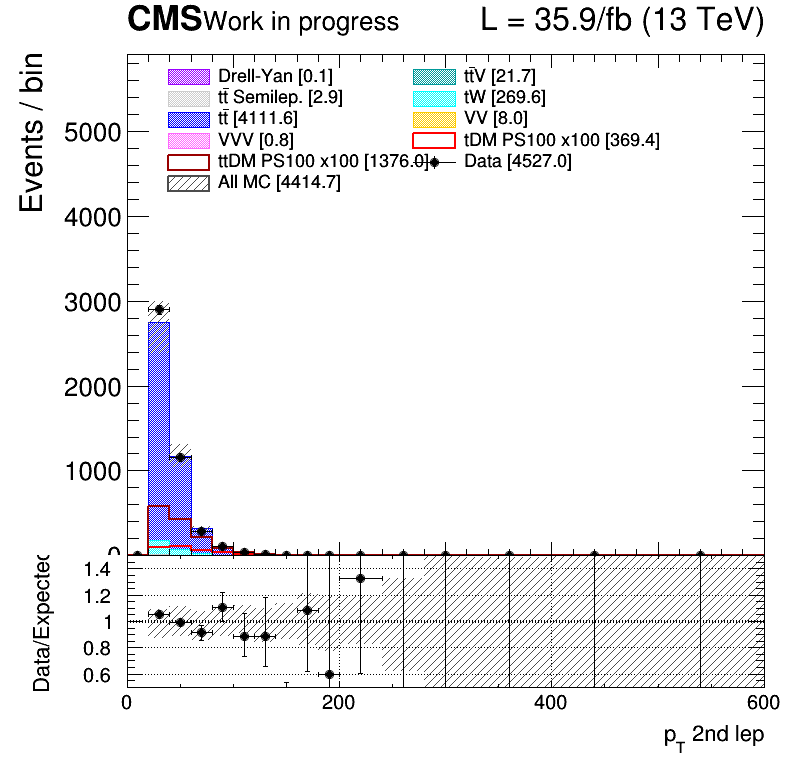 CMS Work in progress L = 35.9/fb (13 TeV)
Events / bin
Drell-Yan [0.1] tt̄V [21.7]
tt̄ Semilep. [2.9] tW [269.6]
tt̄ [4111.6] VV [8.0]
VVV [0.8] tDM PS100 x100 [369.4]
ttDM PS100 x100 [1376.0] Data [4527.0]
All MC [4414.7]
5000
4000
3000
2000
1000
0
Data/Expected
1.4
1.2
1
0.8
0.6
0 200 400 600
pT 2nd lep